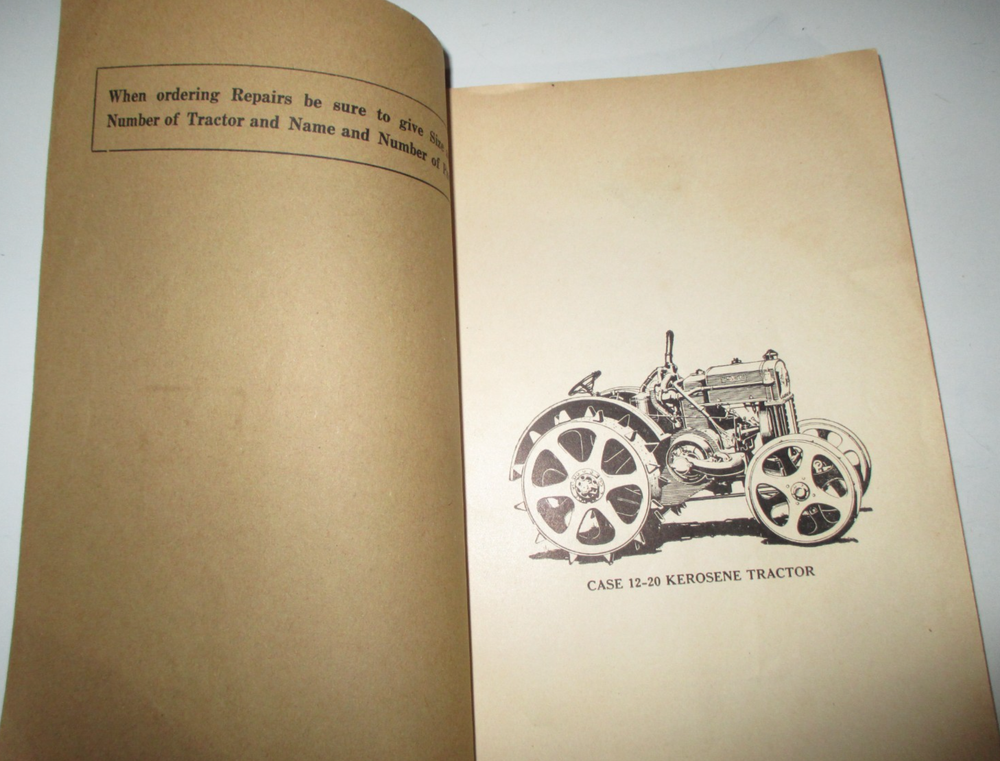 When ordering Repairs be sure to give Size
Number of Tractor and Name and Number of
CASE 12-20 KEROSENE TRACTOR